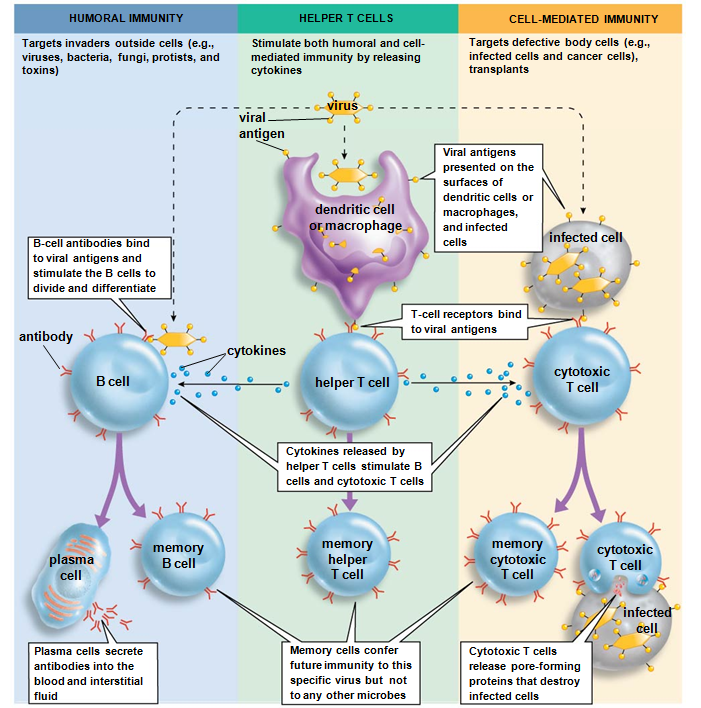 HUMORAL IMMUNITY
HELPER T CELLS
CELL-MEDIATED IMMUNITY
Targets invaders outside cells (e.g.,
viruses, bacteria, fungi, protists, and
toxins)
Stimulate both humoral and cell-
mediated immunity by releasing
cytokines
Targets defective body cells (e.g.,
infected cells and cancer cells),
transplants
virus
viral
antigen
Viral antigens
presented on the
surfaces of
dendritic cells or
macrophages,
and infected
cells
dendritic cell
or macrophage
infected cell
B-cell antibodies bind
to viral antigens and
stimulate the B cells to
divide and differentiate
T-cell receptors bind
to viral antigens
antibody
cytokines
B cell
helper T cell
cytotoxic
T cell
Cytokines released by
helper T cells stimulate B
cells and cytotoxic T cells
plasma
cell
memory
B cell
memory
helper
T cell
memory
cytotoxic
T cell
cytotoxic
T cell
infected
cell
Plasma cells secrete
antibodies into the
blood and interstitial
fluid
Memory cells confer
future immunity to this
specific virus but not
to any other microbes
Cytotoxic T cells
release pore-forming
proteins that destroy
infected cells